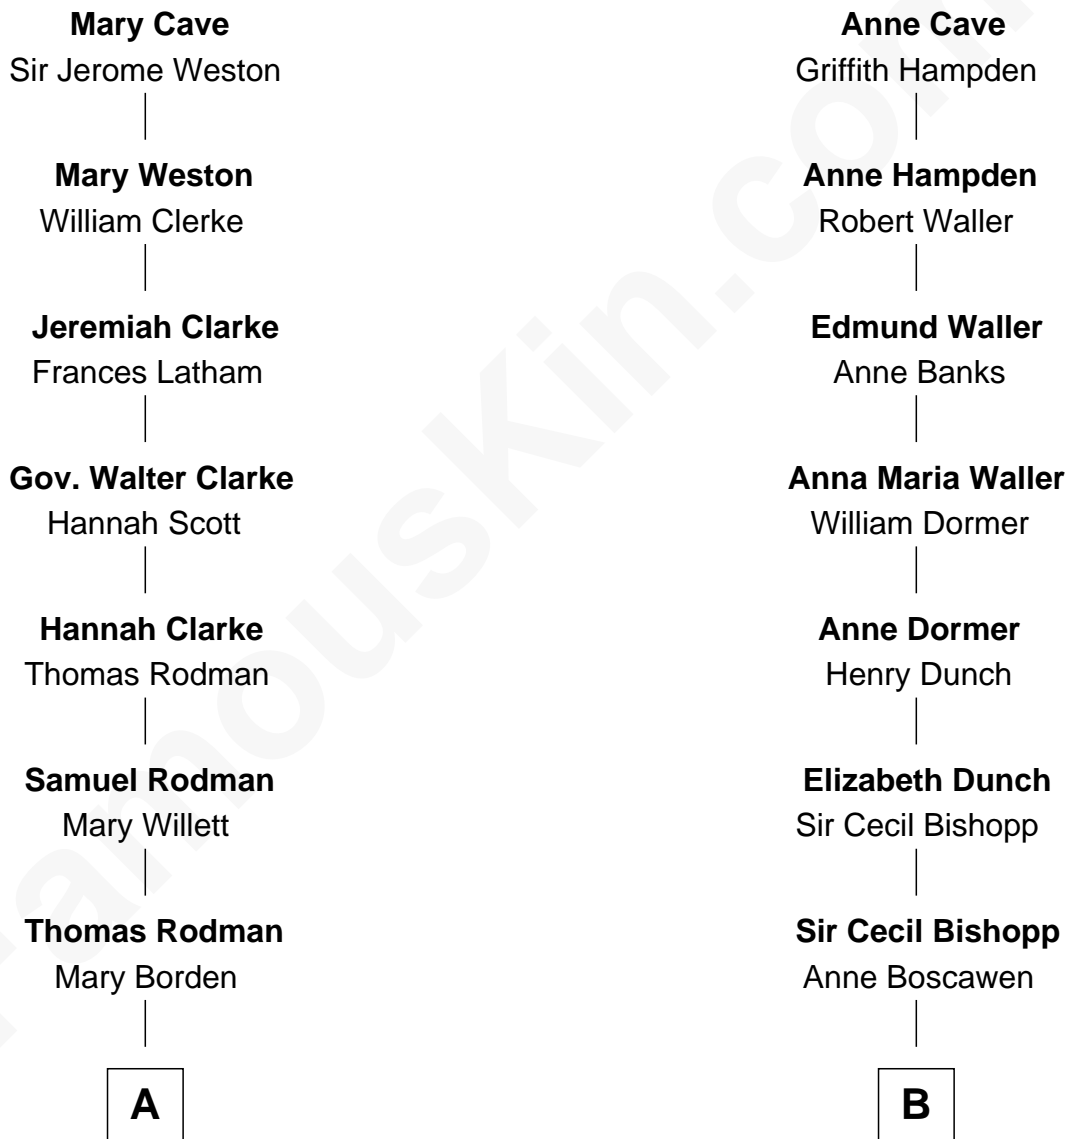 Mary Cave
Sir Jerome Weston
Mary Weston
William Clerke
Jeremiah Clarke
Frances Latham
Gov. Walter Clarke
Hannah Scott
Hannah Clarke
Thomas Rodman
Samuel Rodman
Mary Willett
Thomas Rodman
Mary Borden
A
Anne Cave
Griffith Hampden
Anne Hampden
Robert Waller
Edmund Waller
Anne Banks
Anna Maria Waller
William Dormer
Anne Dormer
Henry Dunch
Elizabeth Dunch
Sir Cecil Bishopp
Sir Cecil Bishopp
Anne Boscawen
B
FamousKin.com